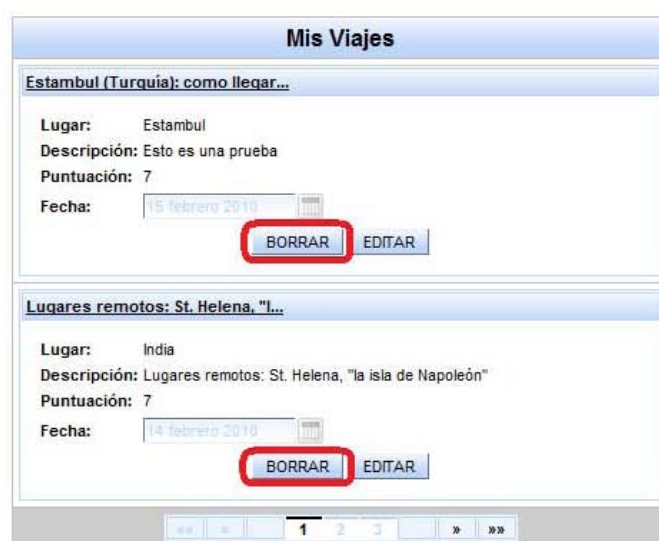 Mis Viajes
Estambul (Turquía): como llegar...
Lugar: Estambul
Descripción: Esto es una prueba
Puntuación: 7
Fecha: 15 febrero 2010
BORRAR EDITAR
Lugares remotos: St. Helena, "l...
Lugar: India
Descripción: Lugares remotos: St. Helena, "la isla de Napoleón"
Puntuación: 7
Fecha: 14 febrero 2010
BORRAR EDITAR
«« « 1 2 3 » »»